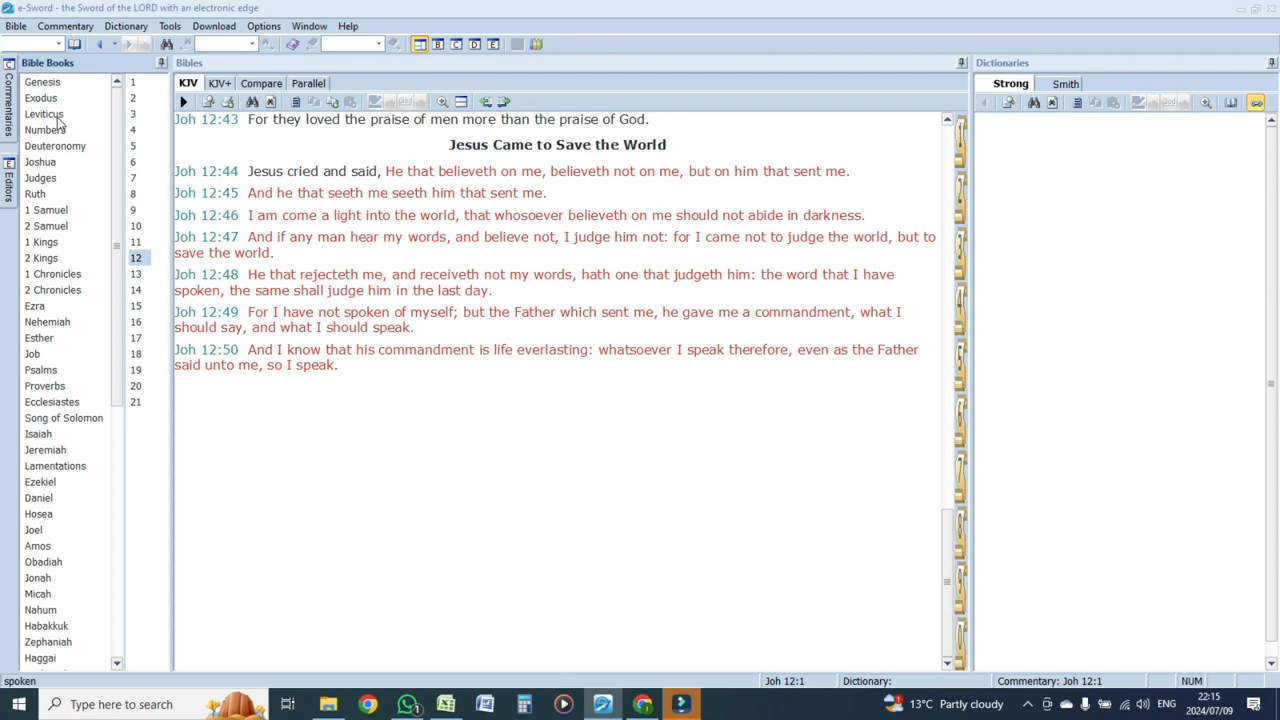 e-Sword - the Sword of the LORD with an electronic edge
Bible Commentary Dictionary Tools Download Options Window Help
B C D E
Commentaries
Editors
Bible Books
Genesis
Exodus
Leviticus
Numbers
Deuteronomy
Joshua
Judges
Ruth
1 Samuel
2 Samuel
1 Kings
2 Kings
1 Chronicles
2 Chronicles
Ezra
Nehemiah
Esther
Job
Psalms
Proverbs
Ecclesiastes
Song of Solomon
Isaiah
Jeremiah
Lamentations
Ezekiel
Daniel
Hosea
Joel
Amos
Obadiah
Jonah
Micah
Nahum
Habakkuk
Zephaniah
Haggai
1
2
3
4
5
6
7
8
9
10
11
12
13
14
15
16
17
18
19
20
21
Bibles
KJV KJV+ Compare Parallel
Joh 12:43 For they loved the praise of men more than the praise of God.
Jesus Came to Save the World
Joh 12:44 Jesus cried and said, He that believeth on me, believeth not on me, but on him that sent me.
Joh 12:45 And he that seeth me seeth him that sent me.
Joh 12:46 I am come a light into the world, that whosoever believeth on me should not abide in darkness.
Joh 12:47 And if any man hear my words, and believe not, I judge him not: for I came not to judge the world, but to
save the world.
Joh 12:48 He that rejecteth me, and receiveth not my words, hath one that judgeth him: the word that I have
spoken, the same shall judge him in the last day.
Joh 12:49 For I have not spoken of myself; but the Father which sent me, he gave me a commandment, what I
should say, and what I should speak.
Joh 12:50 And I know that his commandment is life everlasting: whatsoever I speak therefore, even as the Father
said unto me, so I speak.
Dictionaries
Strong Smith
spoken
Joh 12:1
Dictionary:
Commentary: Joh 12:1
NUM
Type here to search
13°C Partly cloudy
ENG
22:15
2024/07/09